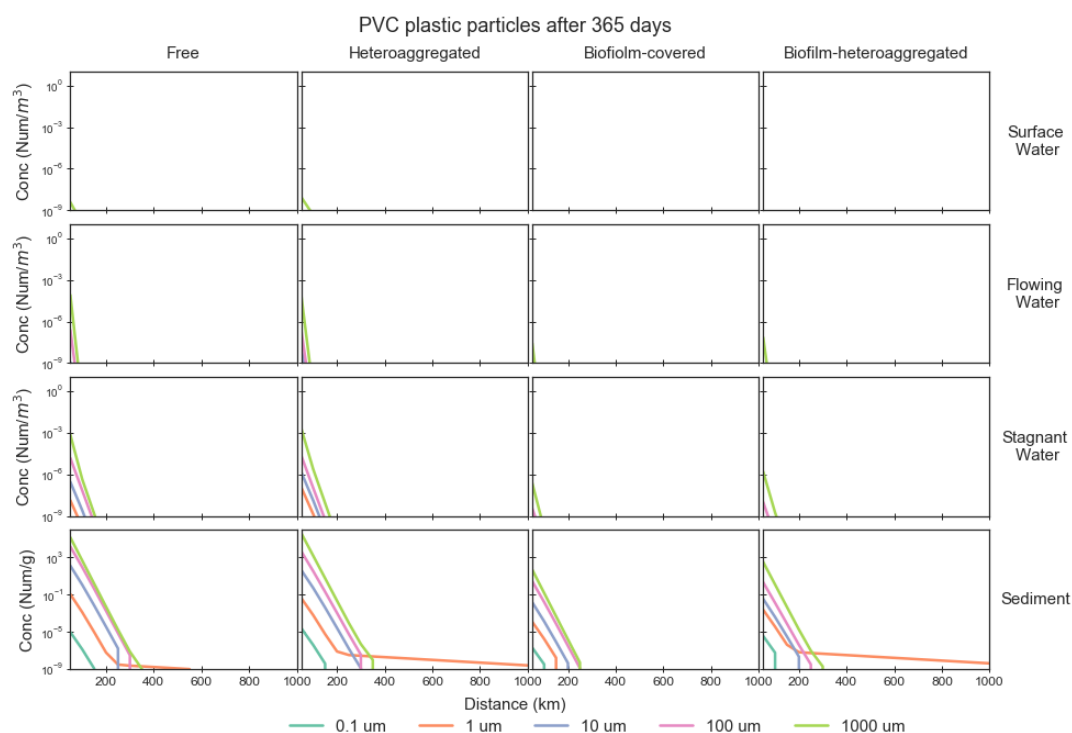 PVC plastic particles after 365 days
Free Heteroaggregated Biofiolm-covered Biofilm-heteroaggregated
Conc (Num/m³)
10⁰
10⁻³
10⁻⁶
10⁻⁹
Surface
Water
Conc (Num/m³)
10⁰
10⁻³
10⁻⁶
10⁻⁹
Flowing
Water
Conc (Num/m³)
10⁰
10⁻³
10⁻⁶
10⁻⁹
Stagnant
Water
Conc (Num/g)
10³
10⁻¹
10⁻⁵
10⁻⁹
Sediment
200 400 600 800 1000 200 400 600 800 1000 200 400 600 800 1000 200 400 600 800 1000
Distance (km)
0.1 um 1 um 10 um 100 um 1000 um